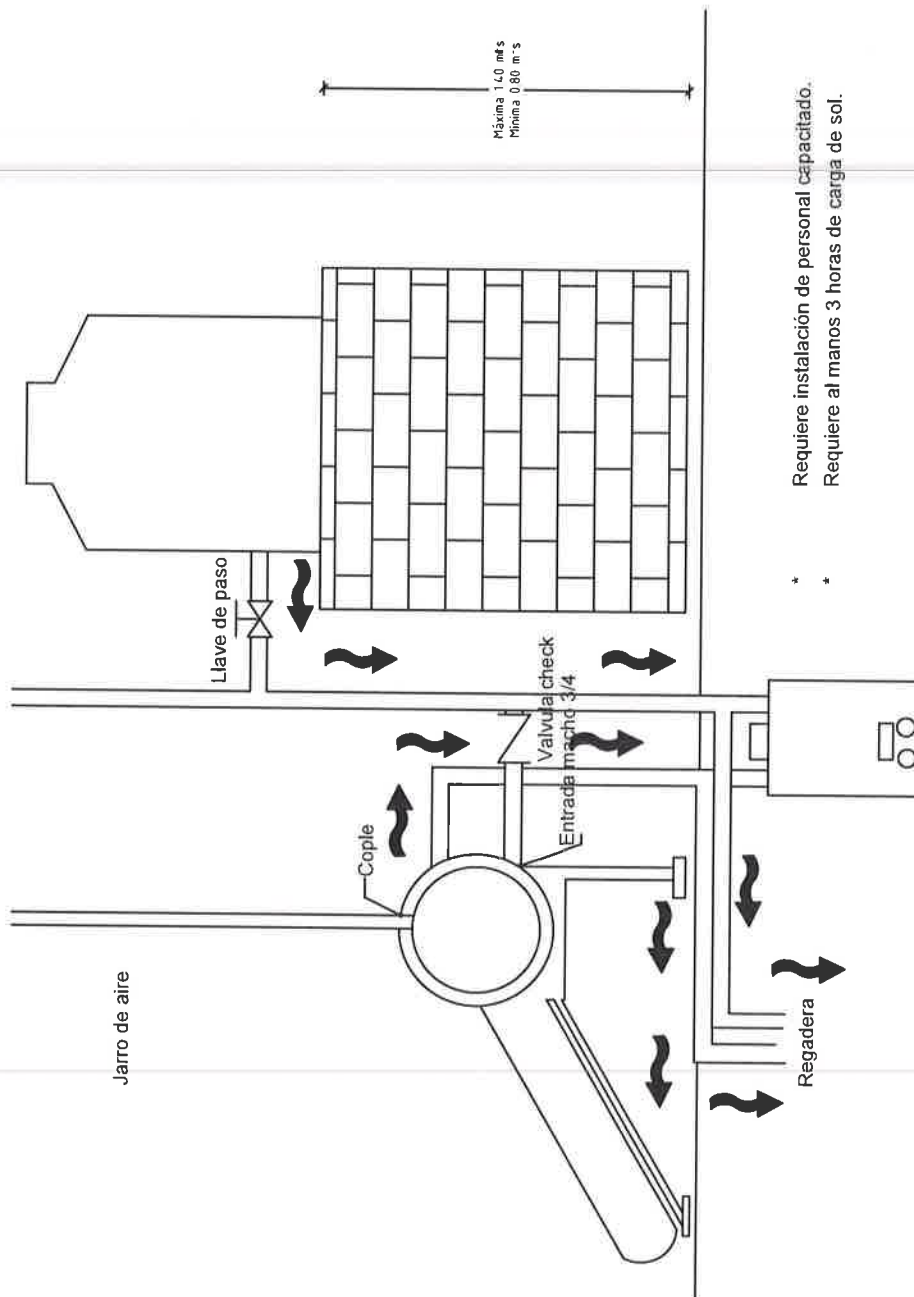 Jarro de aire
Cople
Llave de paso
Valvula check
Entrada macho 3/4
Máxima 1.40 mts
Mínima 0.80 m s
Regadera
* Requiere instalación de personal capacitado.
* Requiere al manos 3 horas de carga de sol.